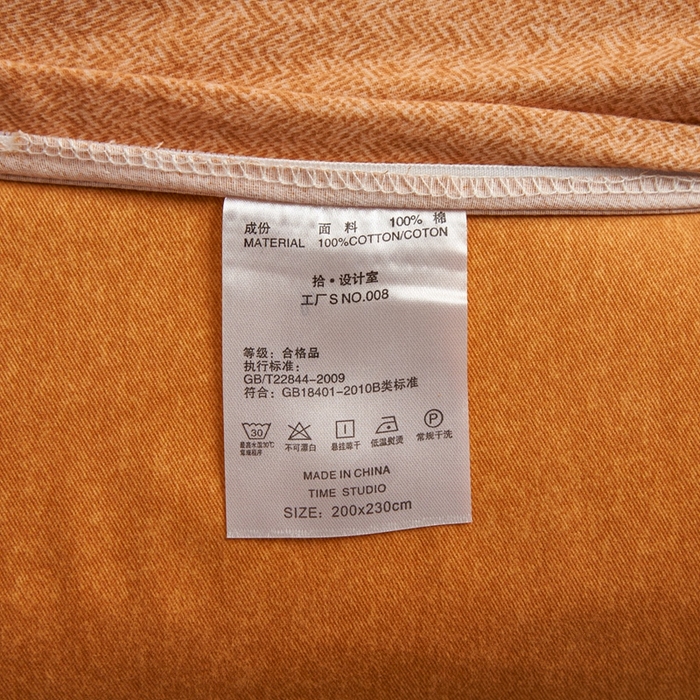 成份 面料 100% 棉
MATERIAL 100%COTTON/COTON
拾·设计室
工厂S NO.008
等级：合格品
执行标准：
GB/T22844-2009
符合：GB18401-2010B类标准
30 P
最高水温30℃ 不可漂白 悬挂晾干 低温熨烫 常规干洗
常规程序
MADE IN CHINA
TIME STUDIO
SIZE：200x230cm